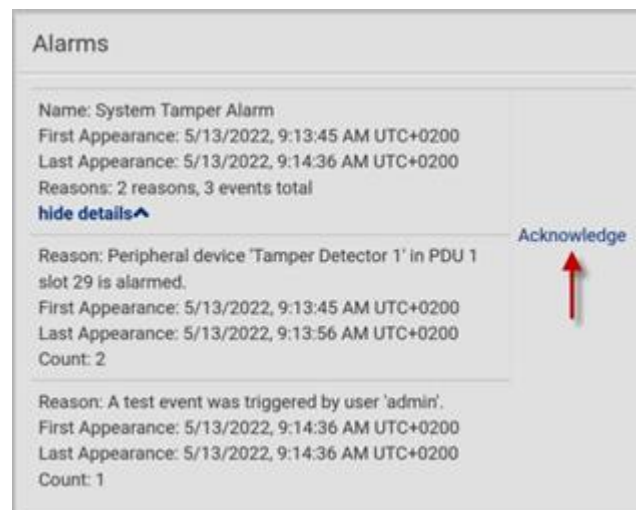 Alarms
Name: System Tamper Alarm
First Appearance: 5/13/2022, 9:13:45 AM UTC+0200
Last Appearance: 5/13/2022, 9:14:36 AM UTC+0200
Reasons: 2 reasons, 3 events total
hide details
Acknowledge
Reason: Peripheral device 'Tamper Detector 1' in PDU 1
slot 29 is alarmed.
First Appearance: 5/13/2022, 9:13:45 AM UTC+0200
Last Appearance: 5/13/2022, 9:13:56 AM UTC+0200
Count: 2
Reason: A test event was triggered by user 'admin'.
First Appearance: 5/13/2022, 9:14:36 AM UTC+0200
Last Appearance: 5/13/2022, 9:14:36 AM UTC+0200
Count: 1